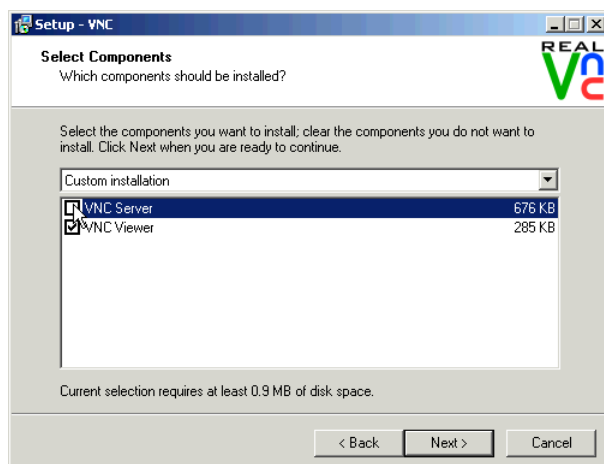 Setup - VNC
Select Components
Which components should be installed?
REAL
Vnc
Select the components you want to install; clear the components you do not want to
install. Click Next when you are ready to continue.
Custom installation
VNC Server 676 KB
VNC Viewer 285 KB
Current selection requires at least 0.9 MB of disk space.
< Back Next > Cancel